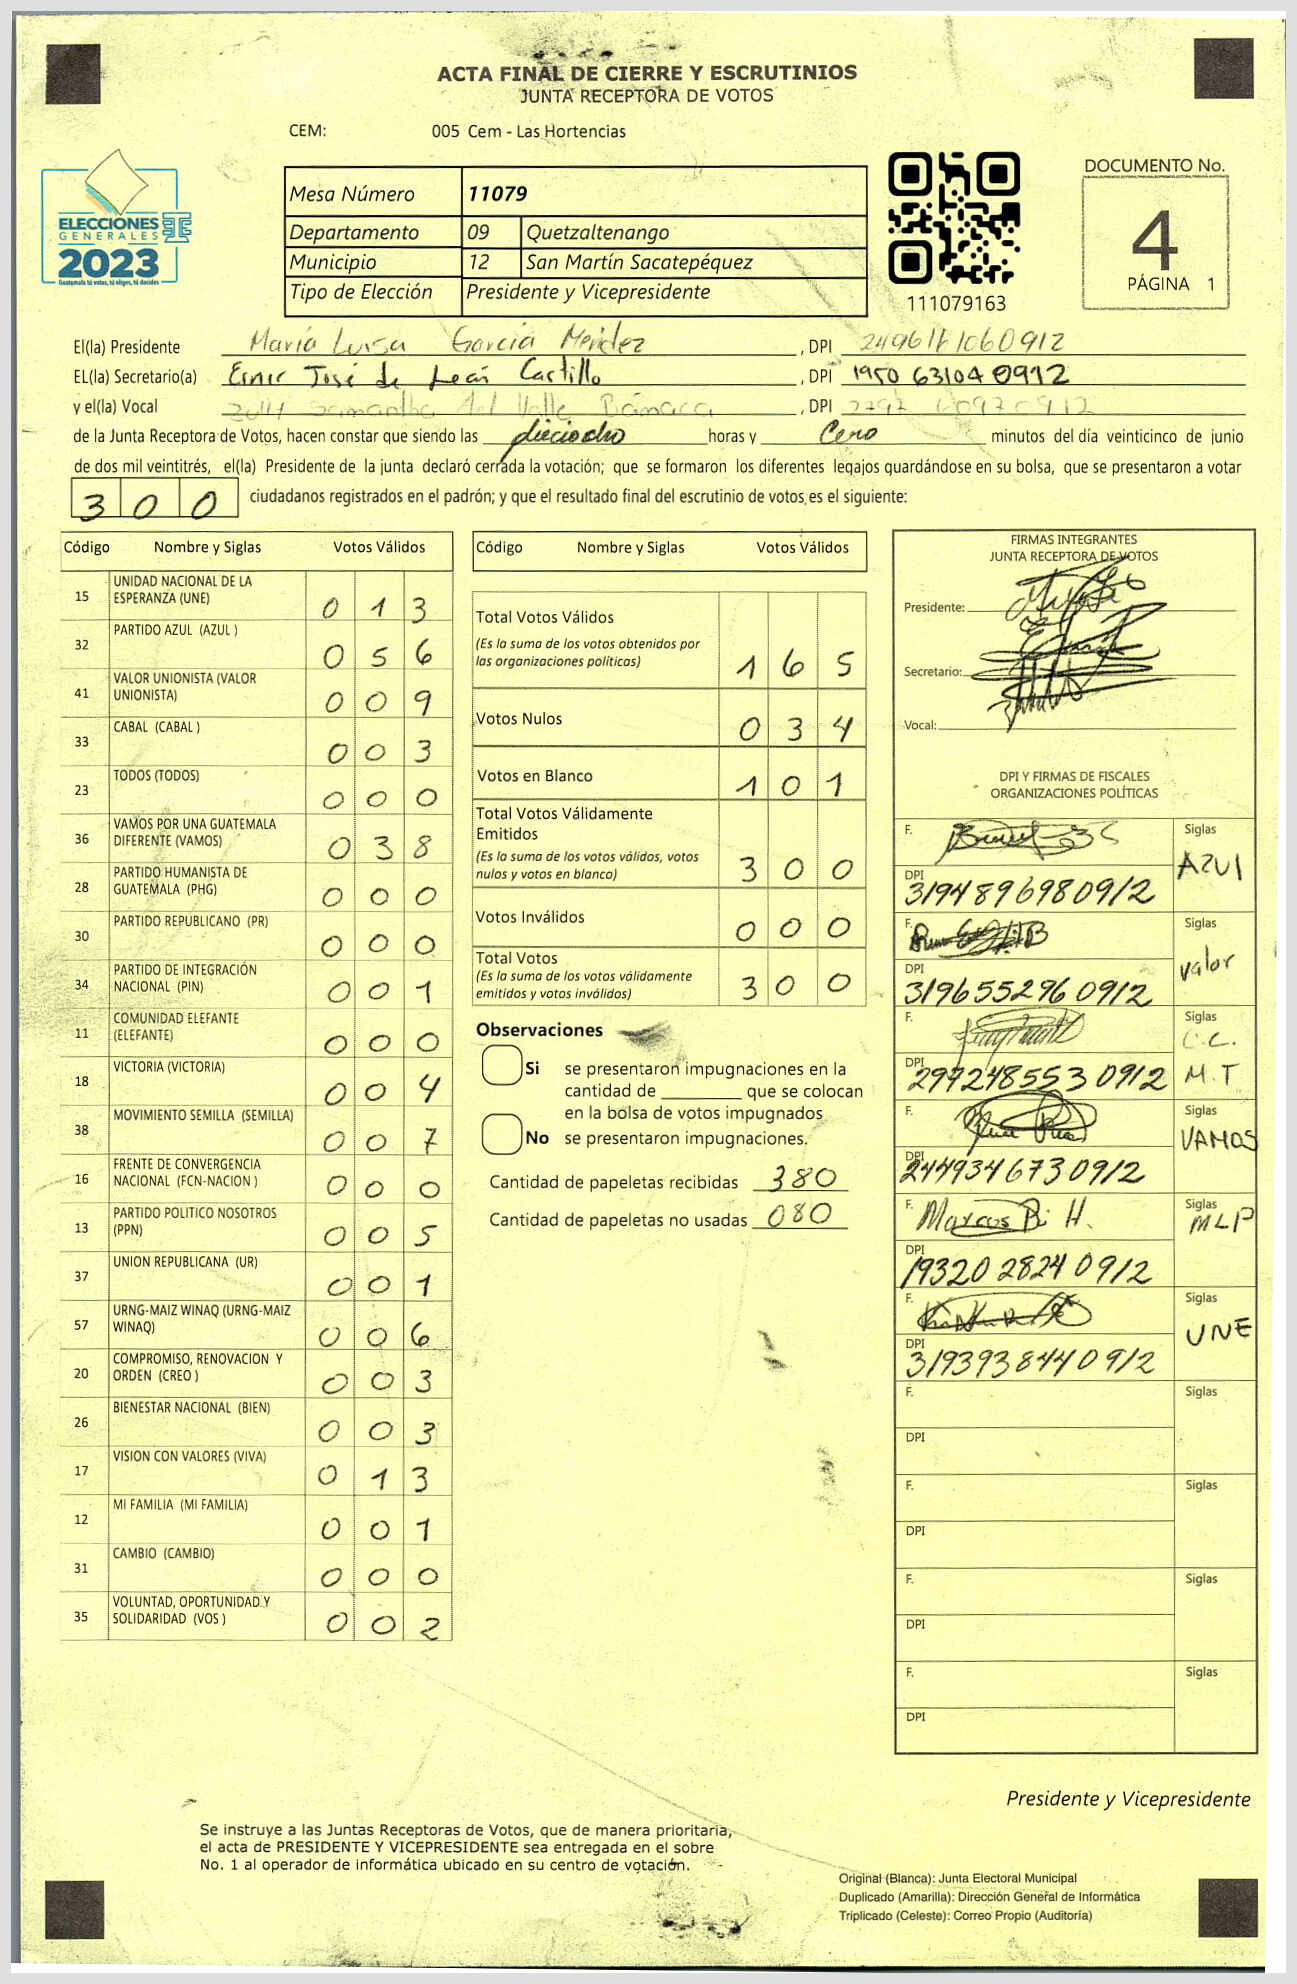 ACTA FINAL DE CIERRE Y ESCRUTINIOS
JUNTA RECEPTORA DE VOTOS
CEM: 005 Cem - Las Hortencias
ELECCIONES
GENERALES
2023
Guatemala tú votas, tú eliges, tú decides
Mesa Número 11079
Departamento 09 Quetzaltenango
Municipio 12 San Martín Sacatepéquez
Tipo de Elección Presidente y Vicepresidente
111079163
DOCUMENTO No.
4
PÁGINA 1
El(la) Presidente María Luisa García Méndez , DPI 2496161060912
EL(la) Secretario(a) José de León Castillo , DPI 1950 63104 0912
y el(la) Vocal Samantha del Valle , DPI
de la Junta Receptora de Votos, hacen constar que siendo las dieciocho horas y Cero minutos del día veinticinco de junio
de dos mil veintitrés, el(la) Presidente de la junta declaró cerrada la votación; que se formaron los diferentes legajos guardándose en su bolsa, que se presentaron a votar
300 ciudadanos registrados en el padrón; y que el resultado final del escrutinio de votos es el siguiente:
Código Nombre y Siglas Votos Válidos
15 UNIDAD NACIONAL DE LA ESPERANZA (UNE) 0 1 3
32 PARTIDO AZUL (AZUL ) 0 5 6
41 VALOR UNIONISTA (VALOR UNIONISTA) 0 0 9
33 CABAL (CABAL ) 0 0 3
23 TODOS (TODOS) 0 0 0
36 VAMOS POR UNA GUATEMALA DIFERENTE (VAMOS) 0 3 8
28 PARTIDO HUMANISTA DE GUATEMALA (PHG) 0 0 0
30 PARTIDO REPUBLICANO (PR) 0 0 0
34 PARTIDO DE INTEGRACIÓN NACIONAL (PIN) 0 0 1
11 COMUNIDAD ELEFANTE (ELEFANTE) 0 0 0
18 VICTORIA (VICTORIA) 0 0 4
38 MOVIMIENTO SEMILLA (SEMILLA) 0 0 7
16 FRENTE DE CONVERGENCIA NACIONAL (FCN-NACION ) 0 0 0
13 PARTIDO POLITICO NOSOTROS (PPN) 0 0 5
37 UNION REPUBLICANA (UR) 0 0 1
57 URNG-MAIZ WINAQ (URNG-MAIZ WINAQ) 0 0 6
20 COMPROMISO, RENOVACION Y ORDEN (CREO ) 0 0 3
26 BIENESTAR NACIONAL (BIEN) 0 0 3
17 VISION CON VALORES (VIVA) 0 1 3
12 MI FAMILIA (MI FAMILIA) 0 0 1
31 CAMBIO (CAMBIO) 0 0 0
35 VOLUNTAD, OPORTUNIDAD Y SOLIDARIDAD (VOS ) 0 0 2
Código Nombre y Siglas Votos Válidos
Total Votos Válidos
(Es la suma de los votos obtenidos por
las organizaciones políticas) 1 6 5
Votos Nulos 0 3 4
Votos en Blanco 1 0 1
Total Votos Válidamente
Emitidos
(Es la suma de los votos válidos, votos
nulos y votos en blanco) 3 0 0
Votos Inválidos 0 0 0
Total Votos
(Es la suma de los votos válidamente
emitidos y votos inválidos) 3 0 0
Observaciones
Si se presentaron impugnaciones en la
cantidad de ________ que se colocan
en la bolsa de votos impugnados
No se presentaron impugnaciones.
Cantidad de papeletas recibidas 380
Cantidad de papeletas no usadas 080
FIRMAS INTEGRANTES
JUNTA RECEPTORA DE VOTOS
Presidente:
Secretario:
Vocal:
DPI Y FIRMAS DE FISCALES
ORGANIZACIONES POLÍTICAS
F. Siglas AZUl
DPI 3194896980912
F. Siglas valor
DPI 3196552960912
F. Siglas C.C. M.T
DPI 2972485530912
F. Siglas VAMOS
DPI 2449346730912
F. Marcos Bi H. Siglas MLP
DPI 1932028240912
F. Siglas UNE
DPI 3193938440912
F. Siglas
DPI
F. Siglas
DPI
F. Siglas
DPI
F. Siglas
DPI
Presidente y Vicepresidente
Se instruye a las Juntas Receptoras de Votos, que de manera prioritaria,
el acta de PRESIDENTE Y VICEPRESIDENTE sea entregada en el sobre
No. 1 al operador de informática ubicado en su centro de votación.
Original (Blanca): Junta Electoral Municipal
Duplicado (Amarilla): Dirección General de Informática
Triplicado (Celeste): Correo Propio (Auditoría)